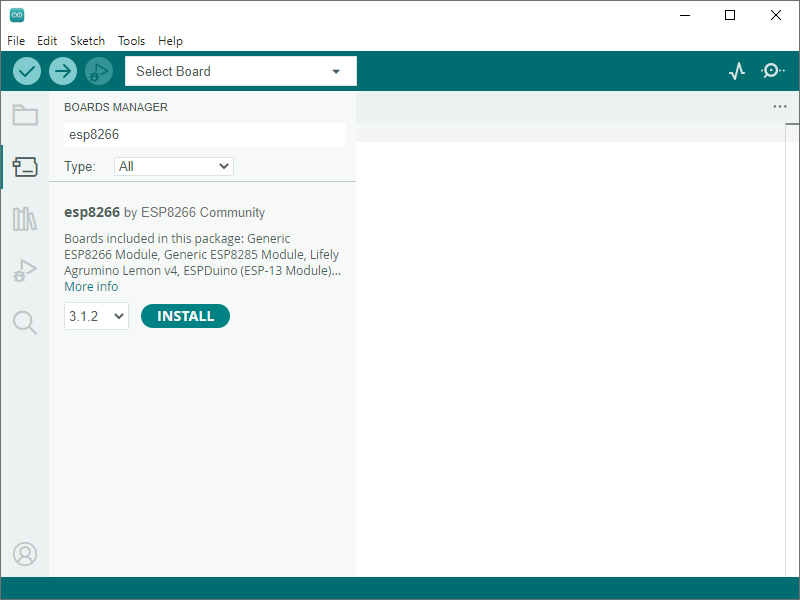 File Edit Sketch Tools Help
Select Board
BOARDS MANAGER
esp8266
Type: All
esp8266 by ESP8266 Community
Boards included in this package: Generic
ESP8266 Module, Generic ESP8285 Module, Lifely
Agrumino Lemon v4, ESPDuino (ESP-13 Module)...
More info
3.1.2 INSTALL